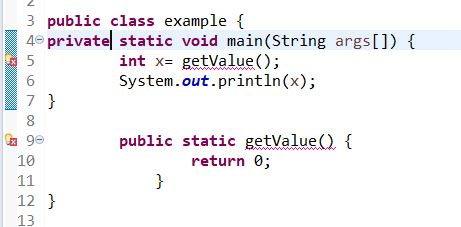 2
3 public class example {
4 private static void main(String args[]) {
5 int x= getValue();
6 System.out.println(x);
7 }
8
9 public static getValue() {
10 return 0;
11 }
12 }
13